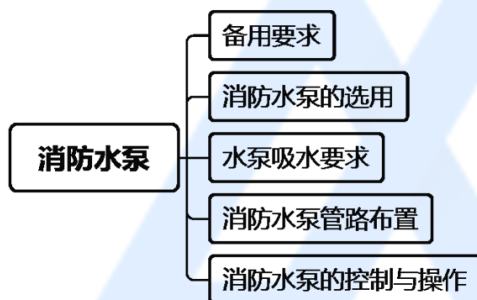 消防水泵
备用要求
消防水泵的选用
水泵吸水要求
消防水泵管路布置
消防水泵的控制与操作